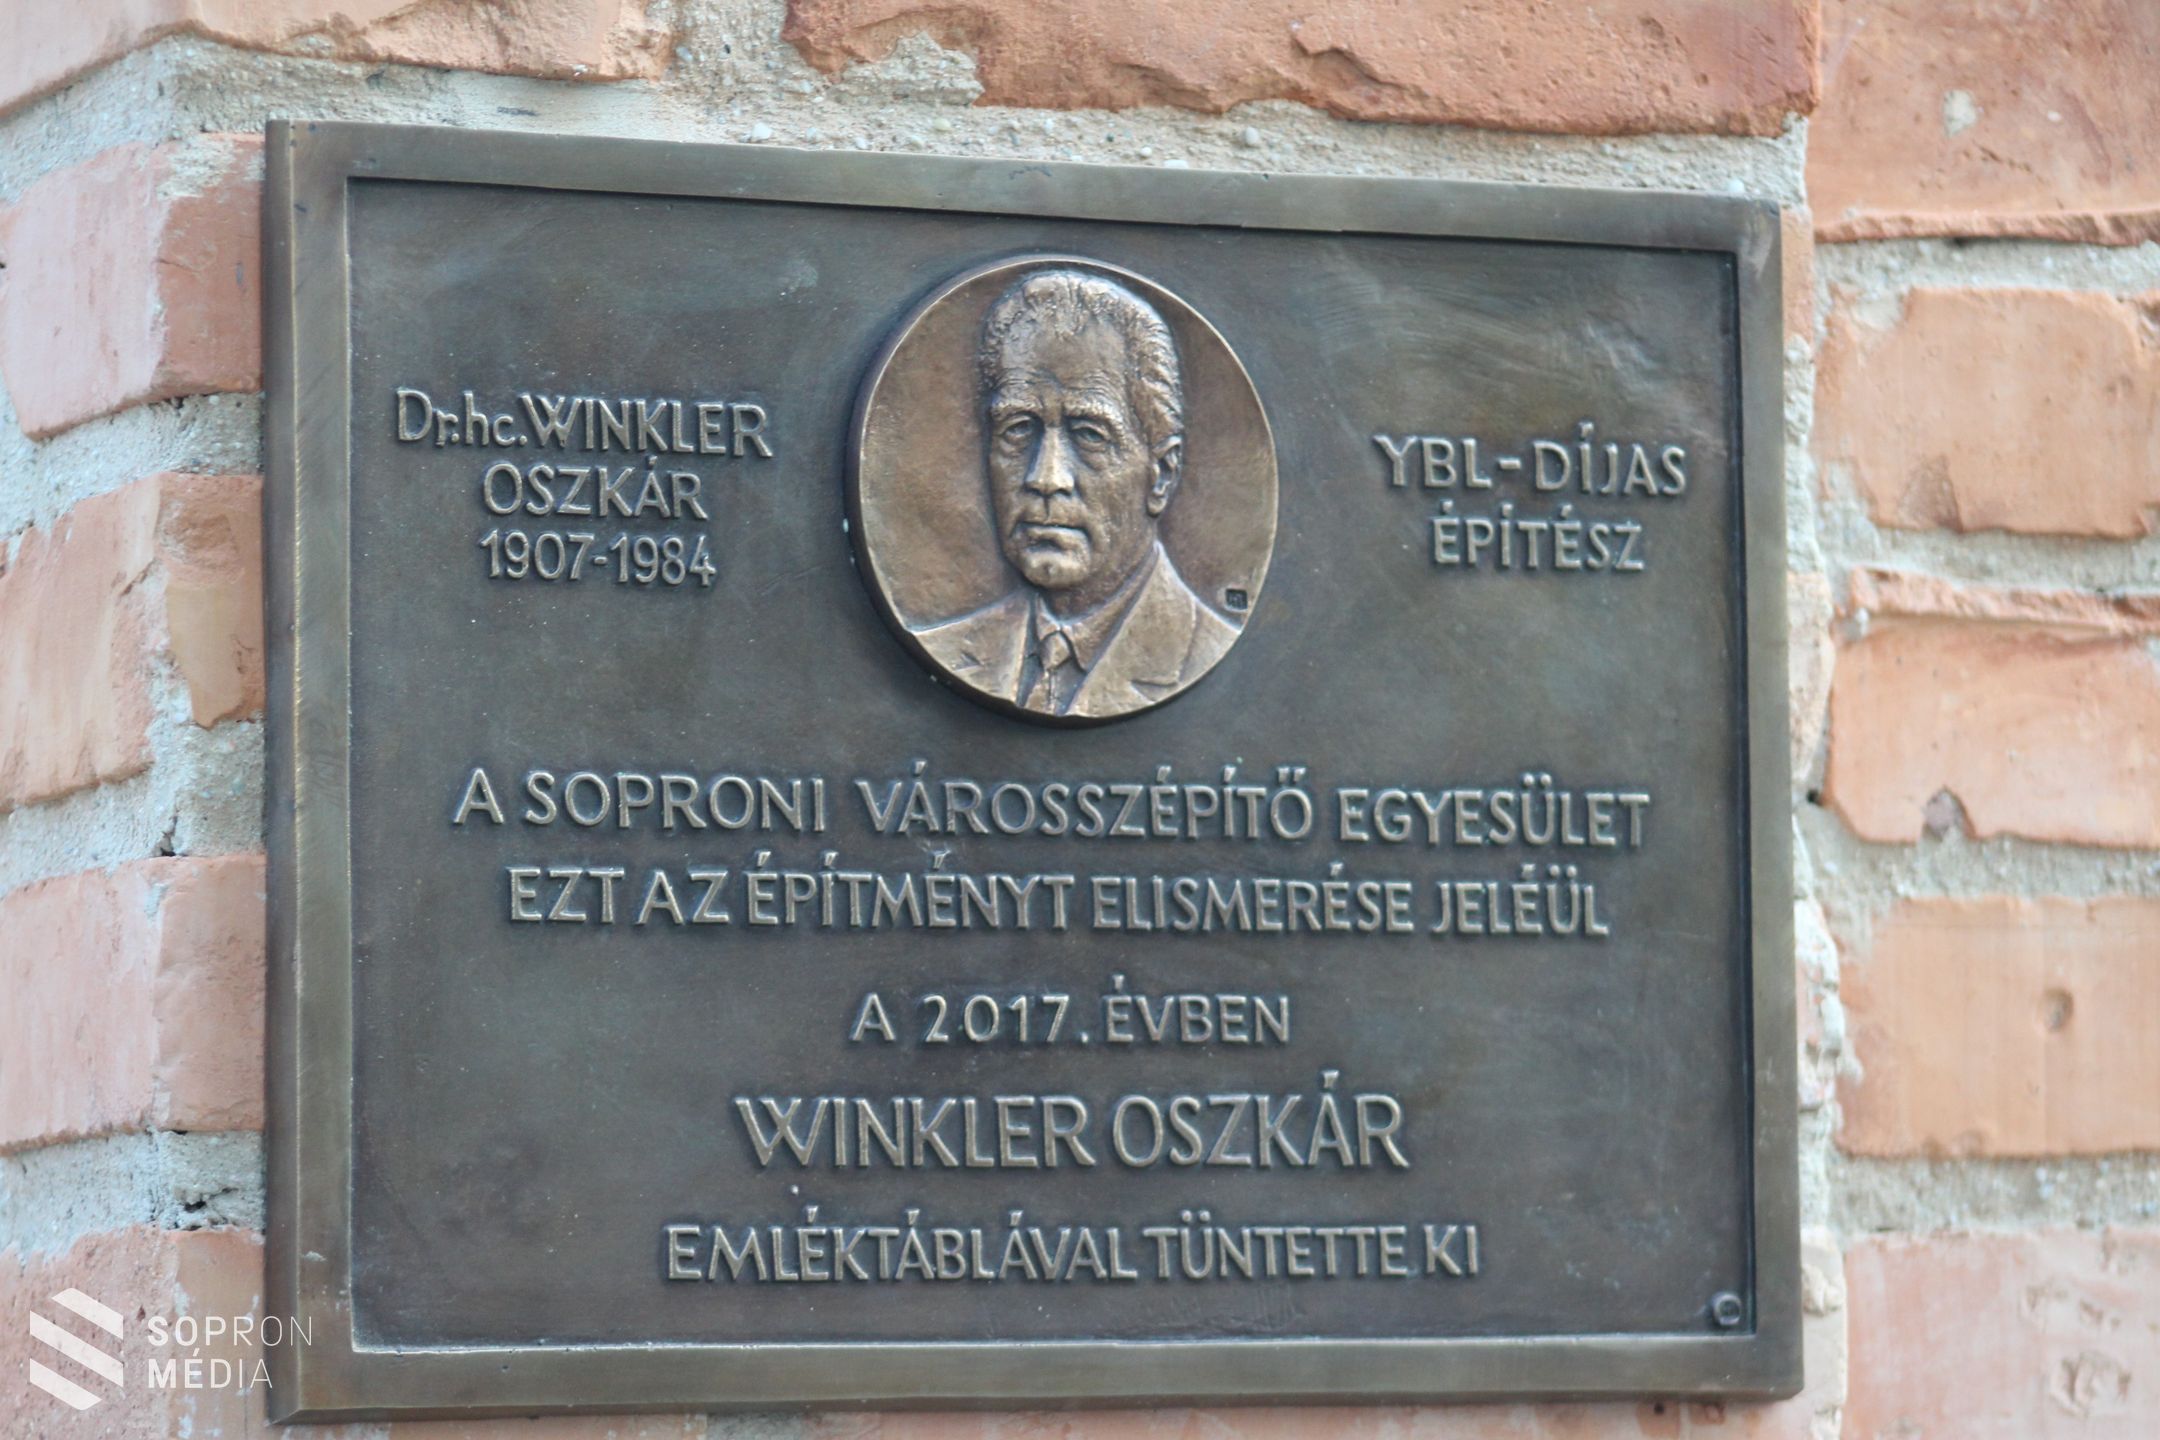 Dr.hc.WINKLER
OSZKÁR
1907-1984
YBL-DÍJAS
ÉPÍTÉSZ
A SOPRONI VÁROSSZÉPÍTŐ EGYESÜLET
EZT AZ ÉPÍTMÉNYT ELISMERÉSE JELÉÜL
A 2017. ÉVBEN
WINKLER OSZKÁR
EMLÉKTÁBLÁVAL TÜNTETTE KI
SOPRON
MÉDIA